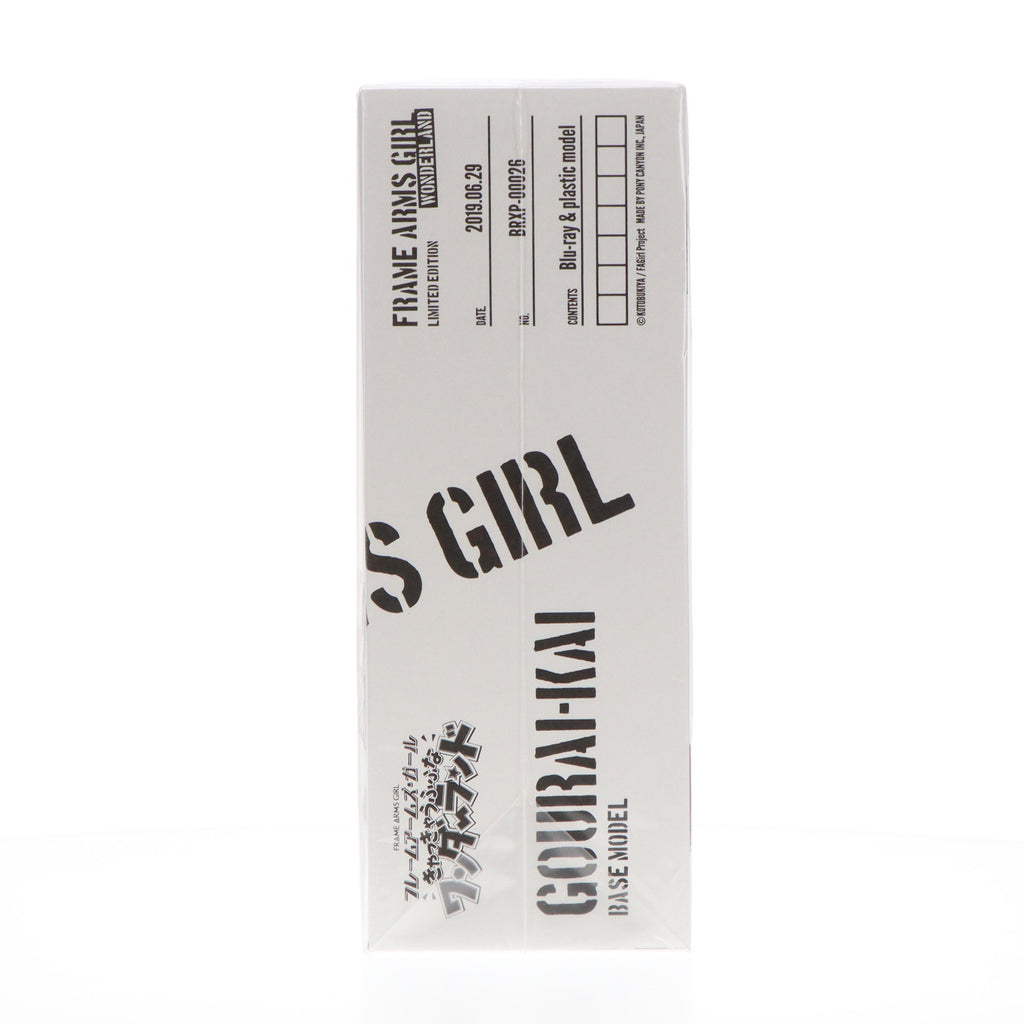 FRAME ARMS GIRL
WONDERLAND
LIMITED EDITION
DATE 2019.06.29
NO. BRXP-00026
CONTENTS Blu-ray & plastic model
© KOTOBUKIYA / FAGirl Project MADE BY PONY CANYON INC., JAPAN
S GIRL
FRAME ARMS GIRL
フレームアームズ・ガール
きゃっきゃうふふな
ワンダーランド
GOURAI-KAI
BASE MODEL